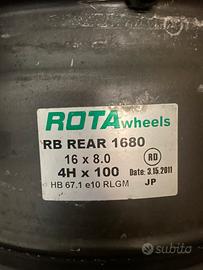 ROTA wheels
RB REAR 1680
16 x 8.0 RD
4H x 100 Date: 3.15.2011
HB 67.1 e10 RLGM JP
subito